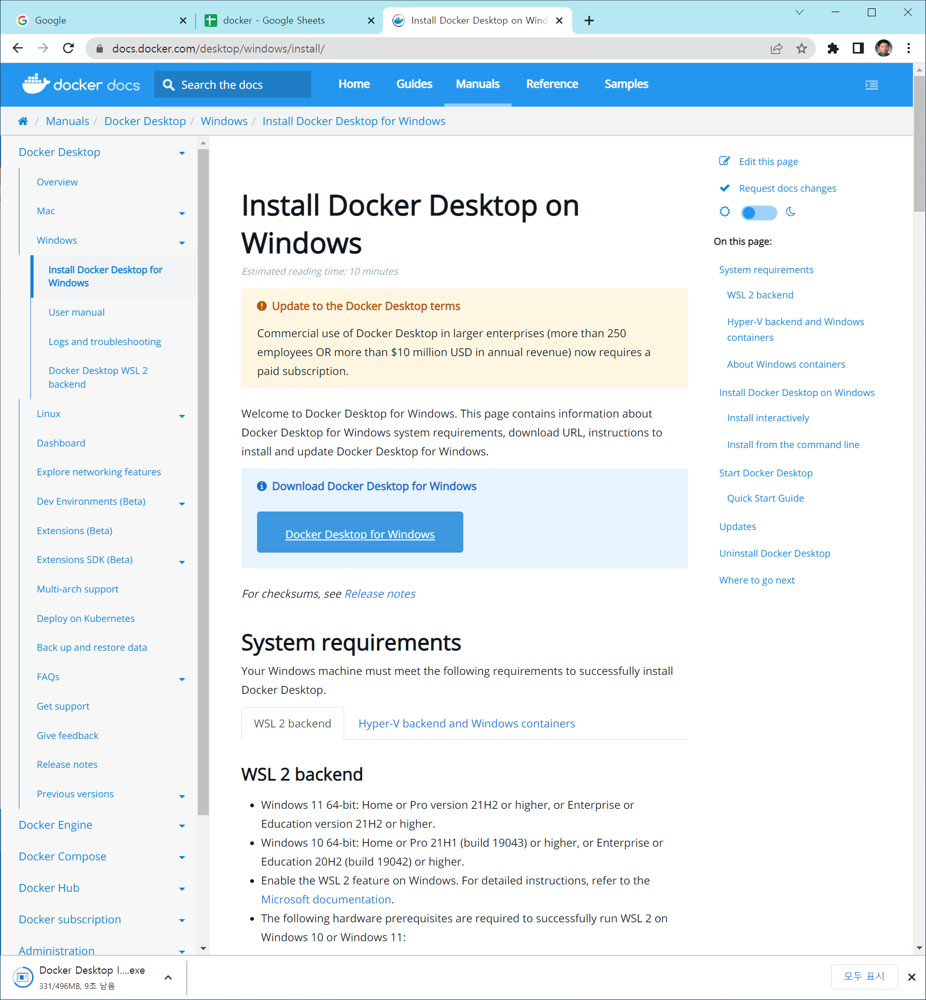 Google
docker - Google Sheets
Install Docker Desktop on Wind
docs.docker.com/desktop/windows/install/
docker docs
Search the docs
Home
Guides
Manuals
Reference
Samples
/ Manuals / Docker Desktop / Windows / Install Docker Desktop for Windows
Docker Desktop
Overview
Mac
Windows
Install Docker Desktop for
Windows
User manual
Logs and troubleshooting
Docker Desktop WSL 2
backend
Linux
Dashboard
Explore networking features
Dev Environments (Beta)
Extensions (Beta)
Extensions SDK (Beta)
Multi-arch support
Deploy on Kubernetes
Back up and restore data
FAQs
Get support
Give feedback
Release notes
Previous versions
Docker Engine
Docker Compose
Docker Hub
Docker subscription
Administration
Install Docker Desktop on
Windows
Estimated reading time: 10 minutes
Update to the Docker Desktop terms
Commercial use of Docker Desktop in larger enterprises (more than 250
employees OR more than $10 million USD in annual revenue) now requires a
paid subscription.
Welcome to Docker Desktop for Windows. This page contains information about
Docker Desktop for Windows system requirements, download URL, instructions to
install and update Docker Desktop for Windows.
Download Docker Desktop for Windows
Docker Desktop for Windows
For checksums, see Release notes
System requirements
Your Windows machine must meet the following requirements to successfully install
Docker Desktop.
WSL 2 backend
Hyper-V backend and Windows containers
WSL 2 backend
• Windows 11 64-bit: Home or Pro version 21H2 or higher, or Enterprise or
Education version 21H2 or higher.
• Windows 10 64-bit: Home or Pro 21H1 (build 19043) or higher, or Enterprise or
Education 20H2 (build 19042) or higher.
• Enable the WSL 2 feature on Windows. For detailed instructions, refer to the
Microsoft documentation.
• The following hardware prerequisites are required to successfully run WSL 2 on
Windows 10 or Windows 11:
Edit this page
Request docs changes
On this page:
System requirements
WSL 2 backend
Hyper-V backend and Windows
containers
About Windows containers
Install Docker Desktop on Windows
Install interactively
Install from the command line
Start Docker Desktop
Quick Start Guide
Updates
Uninstall Docker Desktop
Where to go next
Docker Desktop I....exe
331/496MB, 9초 남음
모두 표시